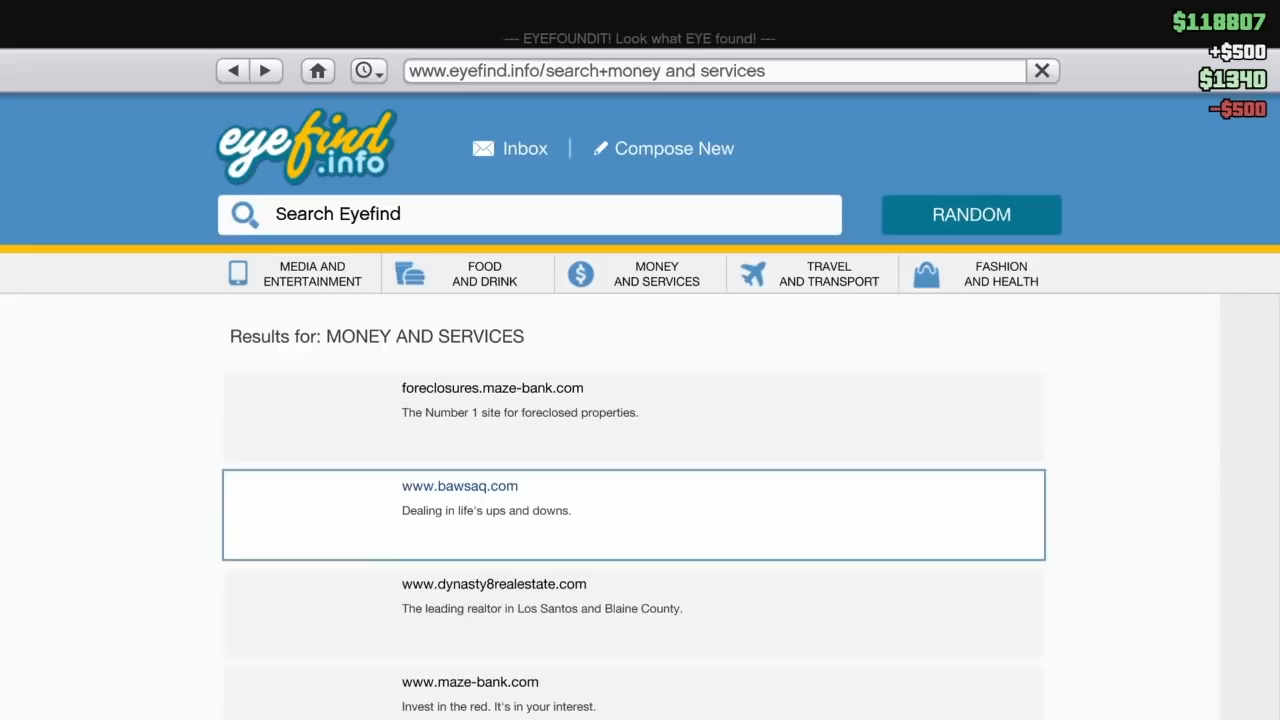 --- EYEFOUNDIT! Look what EYE found! ---
$118807
+$500
$1340
-$500
www.eyefind.info/search+money and services
eyefind
.info
Inbox
Compose New
Search Eyefind
RANDOM
MEDIA AND
ENTERTAINMENT
FOOD
AND DRINK
MONEY
AND SERVICES
TRAVEL
AND TRANSPORT
FASHION
AND HEALTH
Results for: MONEY AND SERVICES
foreclosures.maze-bank.com
The Number 1 site for foreclosed properties.
www.bawsaq.com
Dealing in life's ups and downs.
www.dynasty8realestate.com
The leading realtor in Los Santos and Blaine County.
www.maze-bank.com
Invest in the red. It's in your interest.